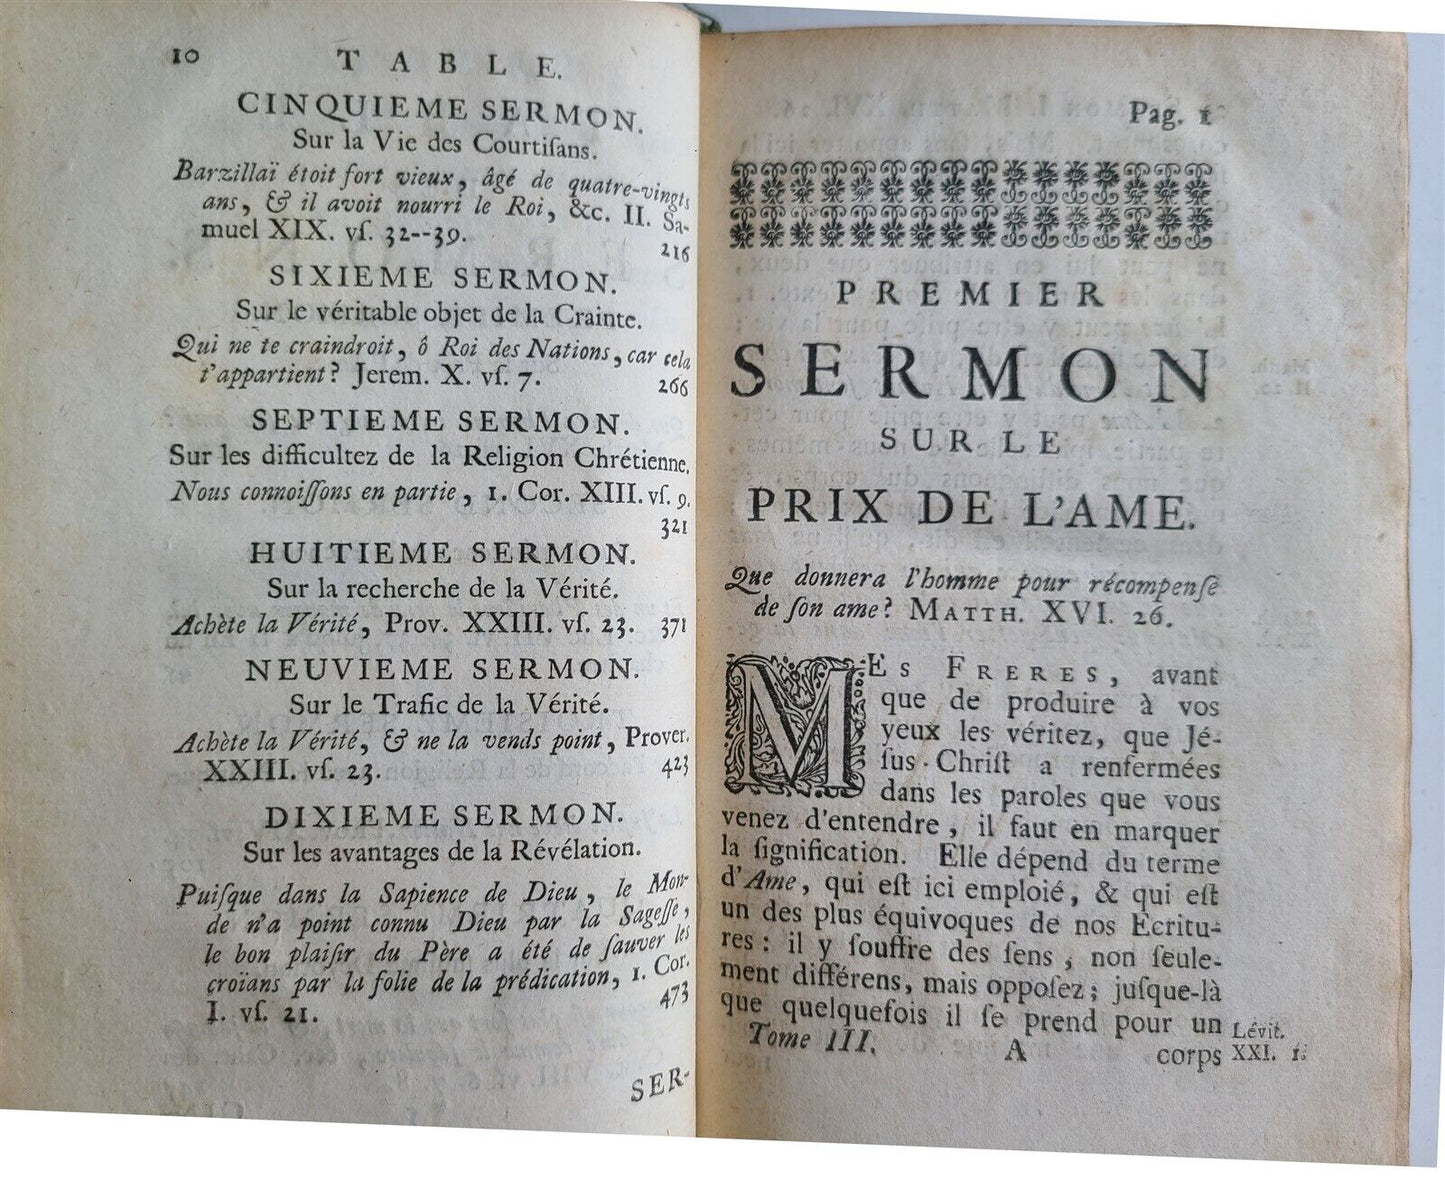 10 TABLE.
CINQUIEME SERMON.
Sur la Vie des Courtiſans.
Barzillaï étoit fort vieux, âgé de quatre-vingts
ans, & il avoit nourri le Roi, &c. II. Sa-
muel XIX. vſ. 32--39.
216
SIXIEME SERMON.
Sur le véritable objet de la Crainte.
Qui ne te craindroit, ô Roi des Nations, car cela
t'appartient? Jerem. X. vſ. 7. 266
SEPTIEME SERMON.
Sur les difficultez de la Religion Chrétienne.
Nous connoiſſons en partie, 1. Cor. XIII. vſ. 9.
321
HUITIEME SERMON.
Sur la recherche de la Vérité.
Achète la Vérité, Prov. XXIII. vſ. 23. 371
NEUVIEME SERMON.
Sur le Trafic de la Vérité.
Achète la Vérité, & ne la vends point, Prover.
XXIII. vſ. 23. 423
DIXIEME SERMON.
Sur les avantages de la Révélation.
Puiſque dans la Sapience de Dieu, le Mon-
de n'a point connu Dieu par la Sageſſe,
le bon plaiſir du Père a été de ſauver les
croïans par la folie de la prédication, 1. Cor.
I. vſ. 21. 473
SER-
Pag. 1
PREMIER
SERMON
SUR LE
PRIX DE L'AME.
Que donnera l'homme pour récompenſe
de ſon ame? MATTH. XVI. 26.
MES FRERES, avant
que de produire à vos
yeux les véritez, que Jé-
ſus-Chriſt a renfermées
dans les paroles que vous
venez d'entendre, il faut en marquer
la ſignification. Elle dépend du terme
d'Ame, qui eſt ici emploié, & qui eſt
un des plus équivoques de nos Ecritu-
res: il y ſouffre des ſens, non ſeule-
ment différens, mais oppoſez; juſque-là
que quelquefois il ſe prend pour un
Tome III. A corps
Lévit.
XXI. 1.